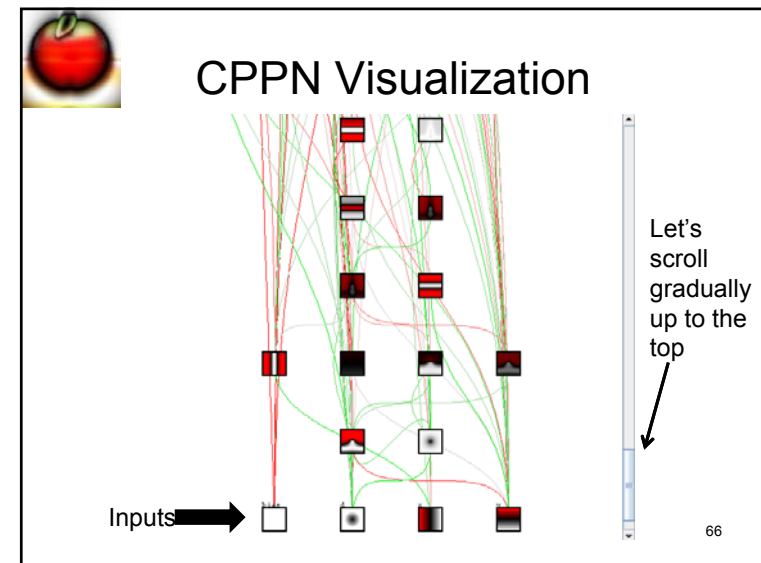 CPPN Visualization
Let's
scroll
gradually
up to the
top
Inputs
66